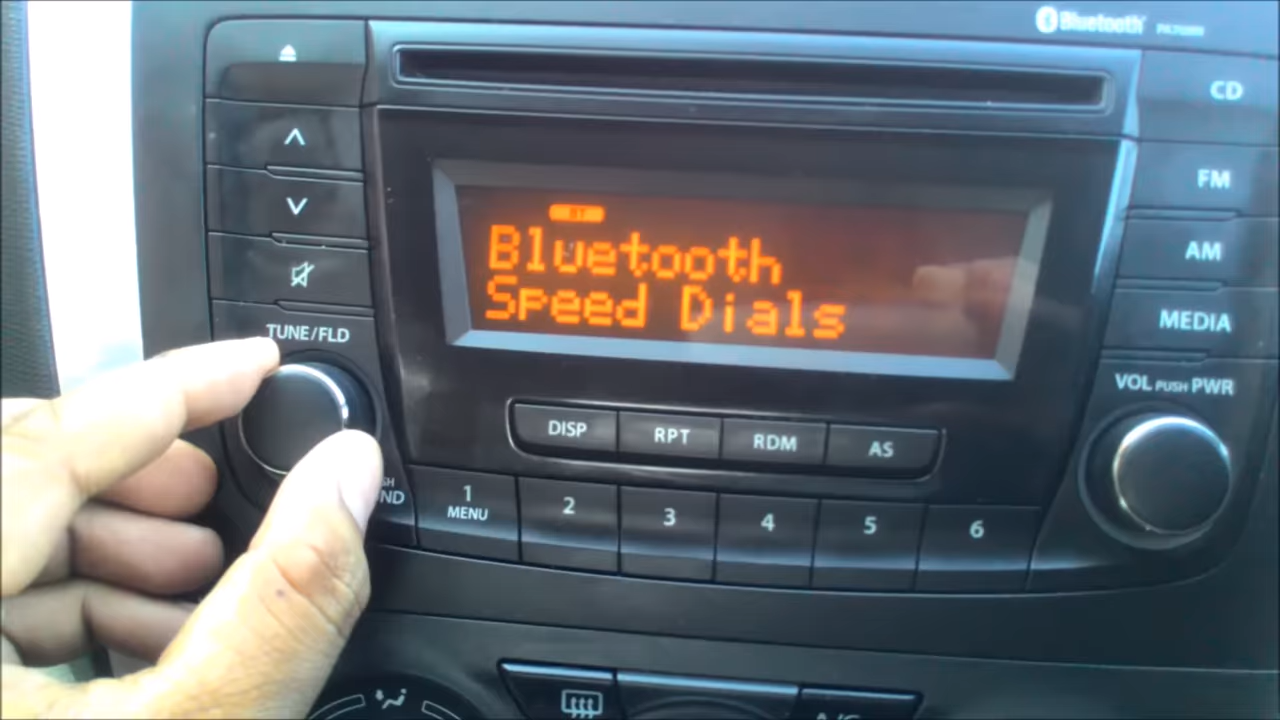 Bluetooth
CD
FM
AM
MEDIA
VOL PUSH PWR
TUNE/FLD
BT
Bluetooth
Speed Dials
DISP
RPT
RDM
AS
1
MENU
2
3
4
5
6
A/C